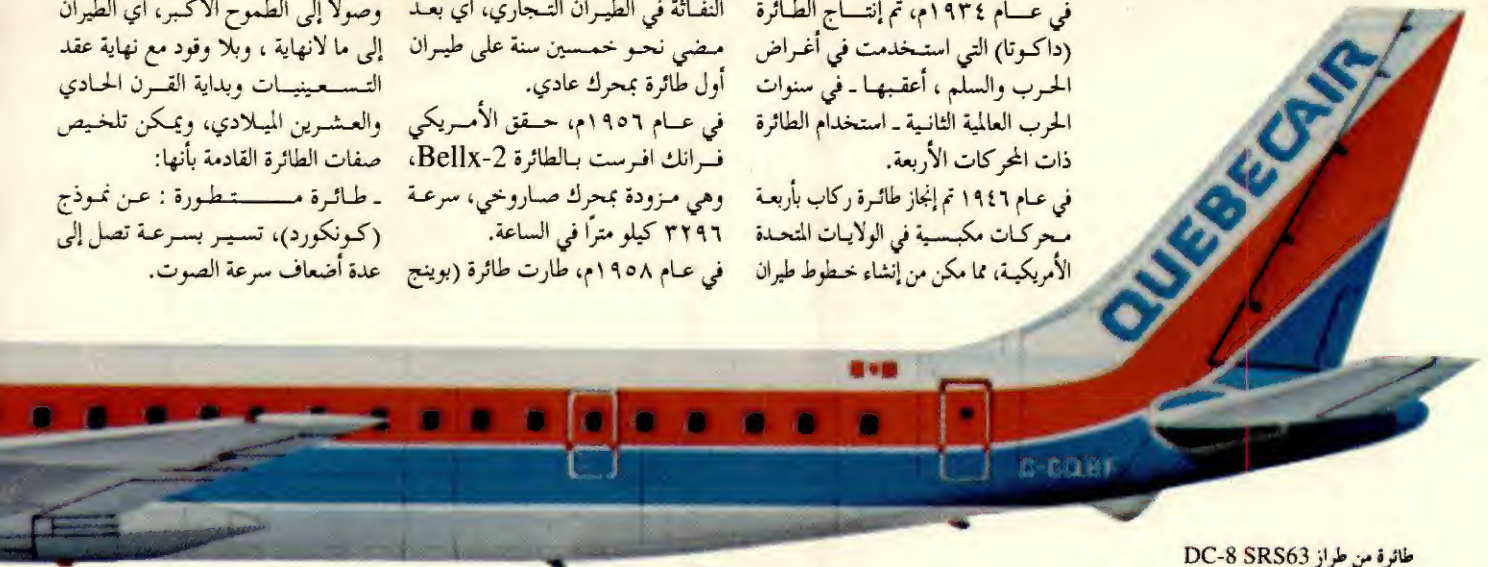 في عام ١٩٣٤م، تم إنتاج الطائرة
(داكوتا) التي استخدمت في أغراض
الحرب والسلم ، أعقبها ـ في سنوات
الحرب العالمية الثانية ـ استخدام الطائرة
ذات المحركات الأربعة.
في عام ١٩٤٦ تم إنجاز طائرة ركاب بأربعة
محركات مكبسية في الولايات المتحدة
الأمريكية، مما مكن من إنشاء خطوط طيران
النفاثة في الطيران التجاري، أي بعد
مضي نحو خمسين سنة على طيران
أول طائرة بمحرك عادي.
في عام ١٩٥٦م، حقق الأمريكي
فرانك افرست بالطائرة Bellx-2،
وهي مزودة بمحرك صاروخي، سرعة
٣٢٩٦ كيلو مترًا في الساعة.
في عام ١٩٥٨م، طارت طائرة (بوينج
وصولا إلى الطموح الأكبر، أي الطيران
إلى ما لانهاية ، وبلا وقود مع نهاية عقد
التسعينيات وبداية القرن الحادي
والعشرين الميلادي، ويمكن تلخيص
صفات الطائرة القادمة بأنها:
ـ طائرة متطورة : عن نموذج
(كونكورد)، تسير بسرعة تصل إلى
عدة أضعاف سرعة الصوت.
QUEBECAIR
طائرة من طراز DC-8 SRS63